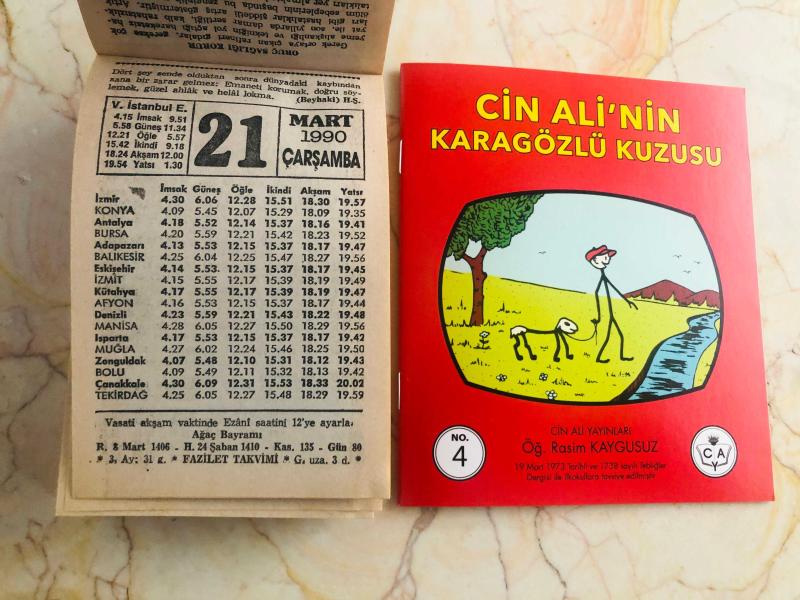 ORUÇ SAĞLIĞI KORUR
Dört şey sende olduktan sonra dünyadaki kaybından
sana bir zarar gelmez: Emaneti korumak, doğru söy-
lemek, güzel ahlâk ve helâl lokma. (Beyhaki) H.Ş.
V. İstanbul E.
4.15 İmsak 9.51
5.58 Güneş 11.34
12.21 Öğle 5.57
15.42 İkindi 9.18
18.24 Akşam 12.00
19.54 Yatsı 1.30
21
MART
1990
ÇARŞAMBA
İmsak Güneş Öğle İkindi Akşam Yatsı
İzmir 4.30 6.06 12.28 15.51 18.30 19.57
KONYA 4.09 5.45 12.07 15.29 18.09 19.35
Antalya 4.18 5.52 12.14 15.37 18.16 19.41
BURSA 4.20 5.59 12.21 15.42 18.23 19.52
Adapazarı 4.13 5.53 12.15 15.37 18.17 19.47
BALIKESİR 4.25 6.04 12.25 15.47 18.27 19.56
Eskişehir 4.14 5.53. 12.15 15.37 18.17 19.45
İZMİT 4.15 5.55 12.17 15.39 18.19 19.49
Kütahya 4.17 5.55 12.17 15.39 18.19 19.47
AFYON 4.16 5.53 12.15 15.37 18.17 19.44
Denizli 4.23 5.59 12.21 15.43 18.22 19.48
MANİSA 4.28 6.05 12.27 15.50 18.29 19.56
Isparta 4.17 5.53 12.15 15.37 18.17 19.42
MUĞLA 4.27 6.02 12.24 15.46 18.25 19.50
Zonguldak 4.07 5.48 12.10 15.31 18.12 19.43
BOLU 4.09 5.49 12.11 15.32 18.13 19.42
Çanakkale 4.30 6.09 12.31 15.53 18.33 20.02
TEKİRDAĞ 4.25 6.05 12.27 15.48 18.29 19.59
Vasati akşam vaktinde Ezânî saatini 12'ye ayarla.
Ağaç Bayramı
R. 8 Mart 1406 - H. 24 Şaban 1410 - Kas. 135 - Gün 80
* 3. Ay: 31 g. * FAZİLET TAKVİMİ * G. uza. 3 d. *
CİN ALİ'NİN
KARAGÖZLÜ KUZUSU
CİN ALİ YAYINLARI
Öğ. Rasim KAYGUSUZ
19 Mart 1973 Tarihli ve 1738 sayılı Tebliğler
Dergisi ile ilkokullara tavsiye edilmiştir.
NO.
4
C A
Y